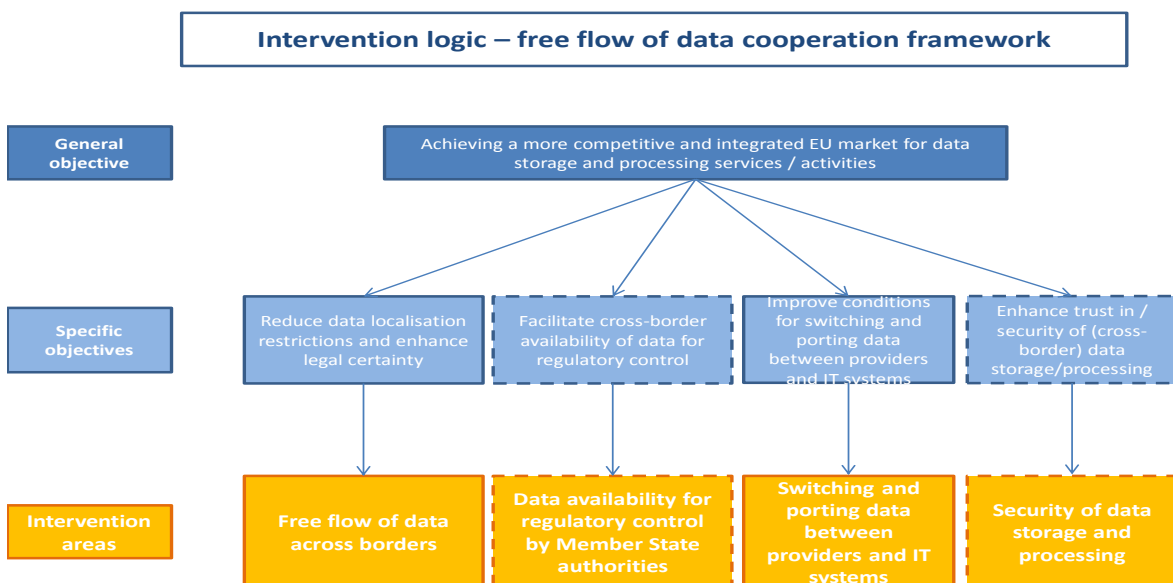 Intervention logic – free flow of data cooperation framework
General
objective
Achieving a more competitive and integrated EU market for data
storage and processing services / activities
Specific
objectives
Reduce data localisation
restrictions and enhance
legal certainty
Facilitate cross-border
availability of data for
regulatory control
Improve conditions
for switching and
porting data
between providers
and IT systems
Enhance trust in /
security of (cross-
border) data
storage/processing
Intervention
areas
Free flow of data
across borders
Data availability for
regulatory control
by Member State
authorities
Switching and
porting data
between
providers and IT
systems
Security of data
storage and
processing